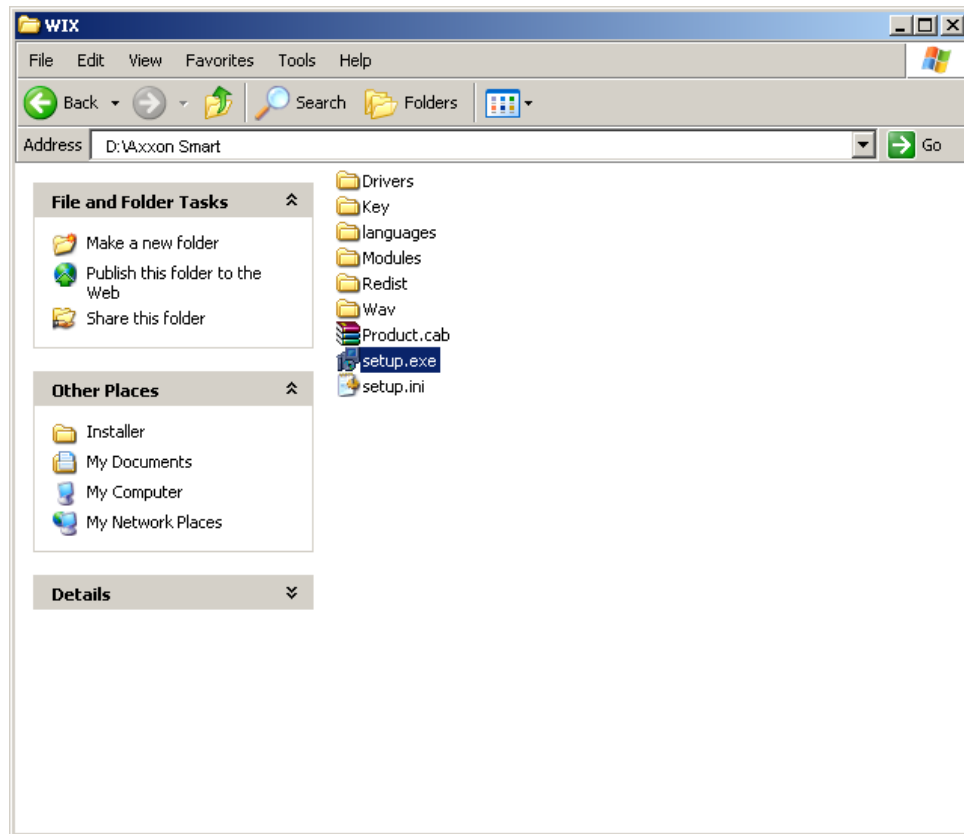 WIX
File Edit View Favorites Tools Help
Back Search Folders
Address D:\Axxon Smart Go
File and Folder Tasks
Make a new folder
Publish this folder to the
Web
Share this folder
Other Places
Installer
My Documents
My Computer
My Network Places
Details
Drivers
Key
languages
Modules
Redist
Wav
Product.cab
setup.exe
setup.ini